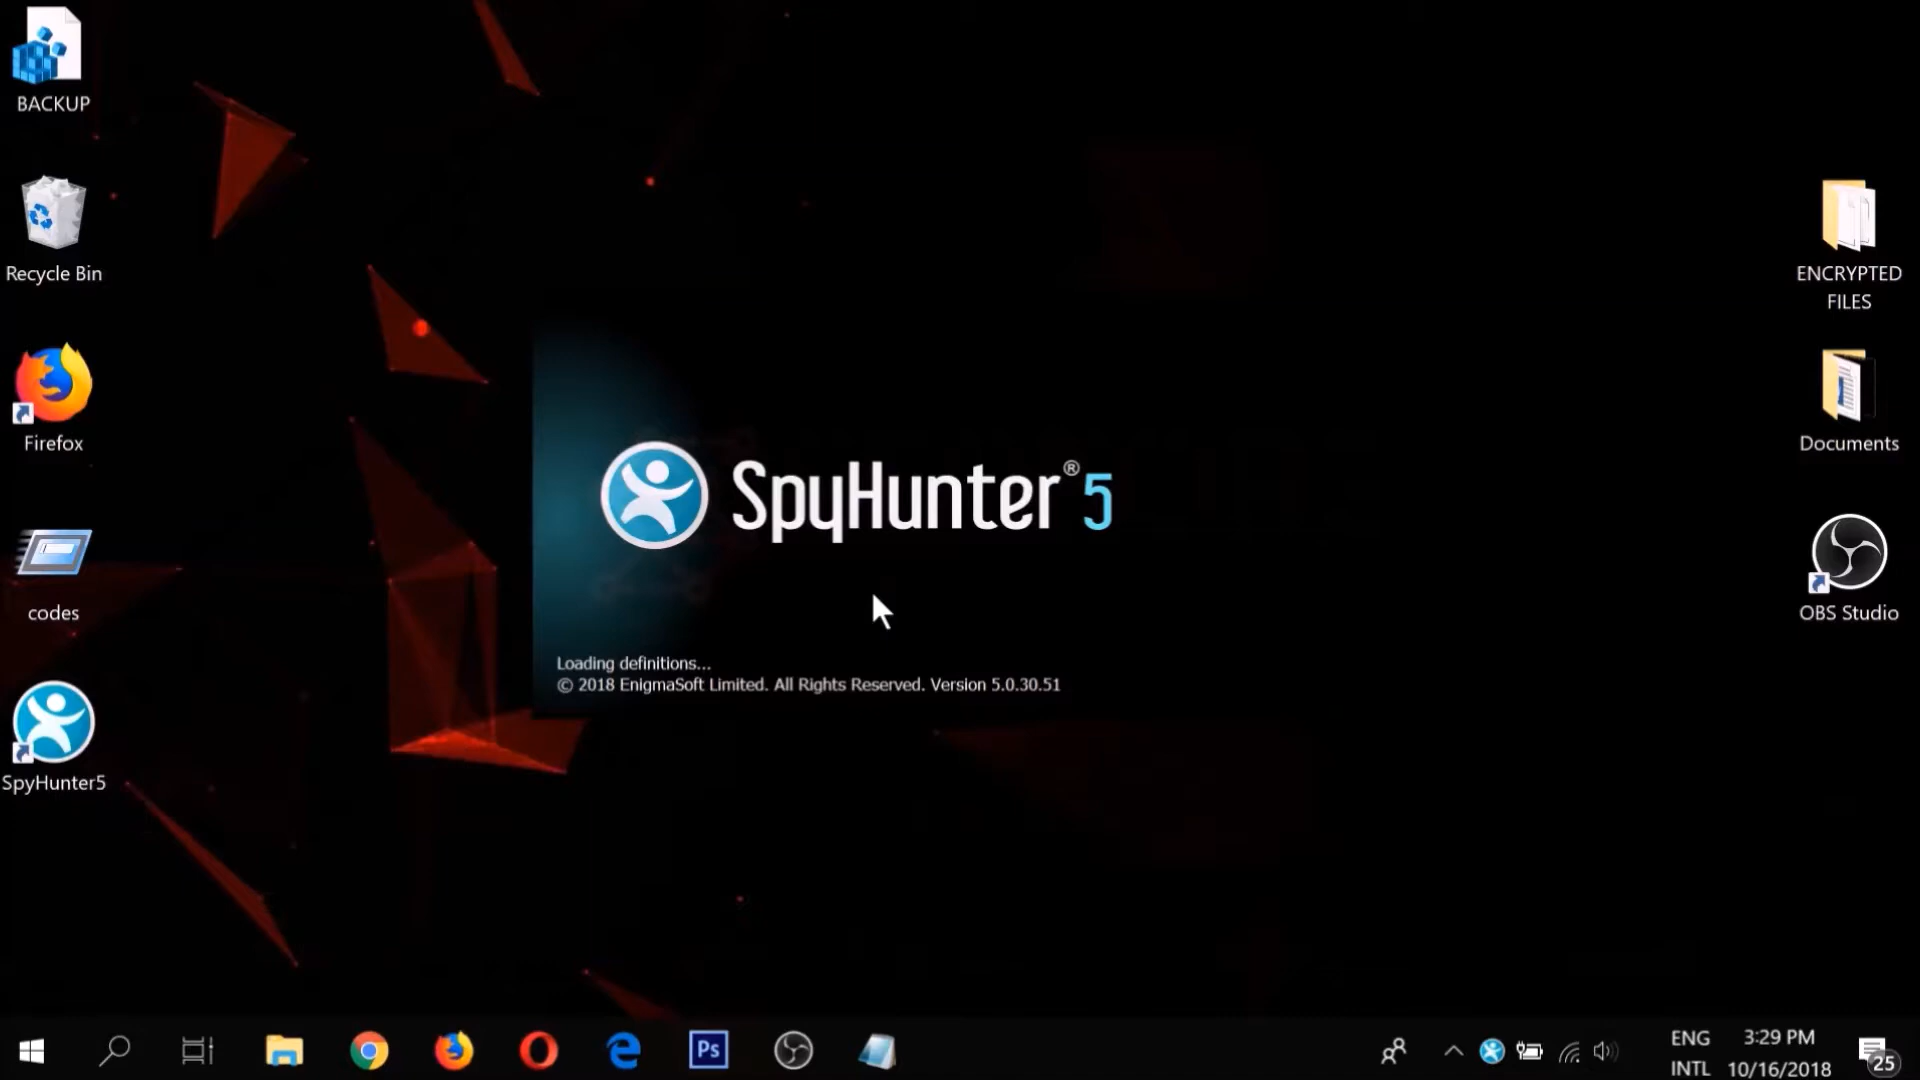 BACKUP
Recycle Bin
Firefox
codes
SpyHunter5
SpyHunter®5
Loading definitions...
© 2018 EnigmaSoft Limited. All Rights Reserved. Version 5.0.30.51
ENCRYPTED
FILES
Documents
OBS Studio
Ps
ENG
INTL
3:29 PM
10/16/2018
25